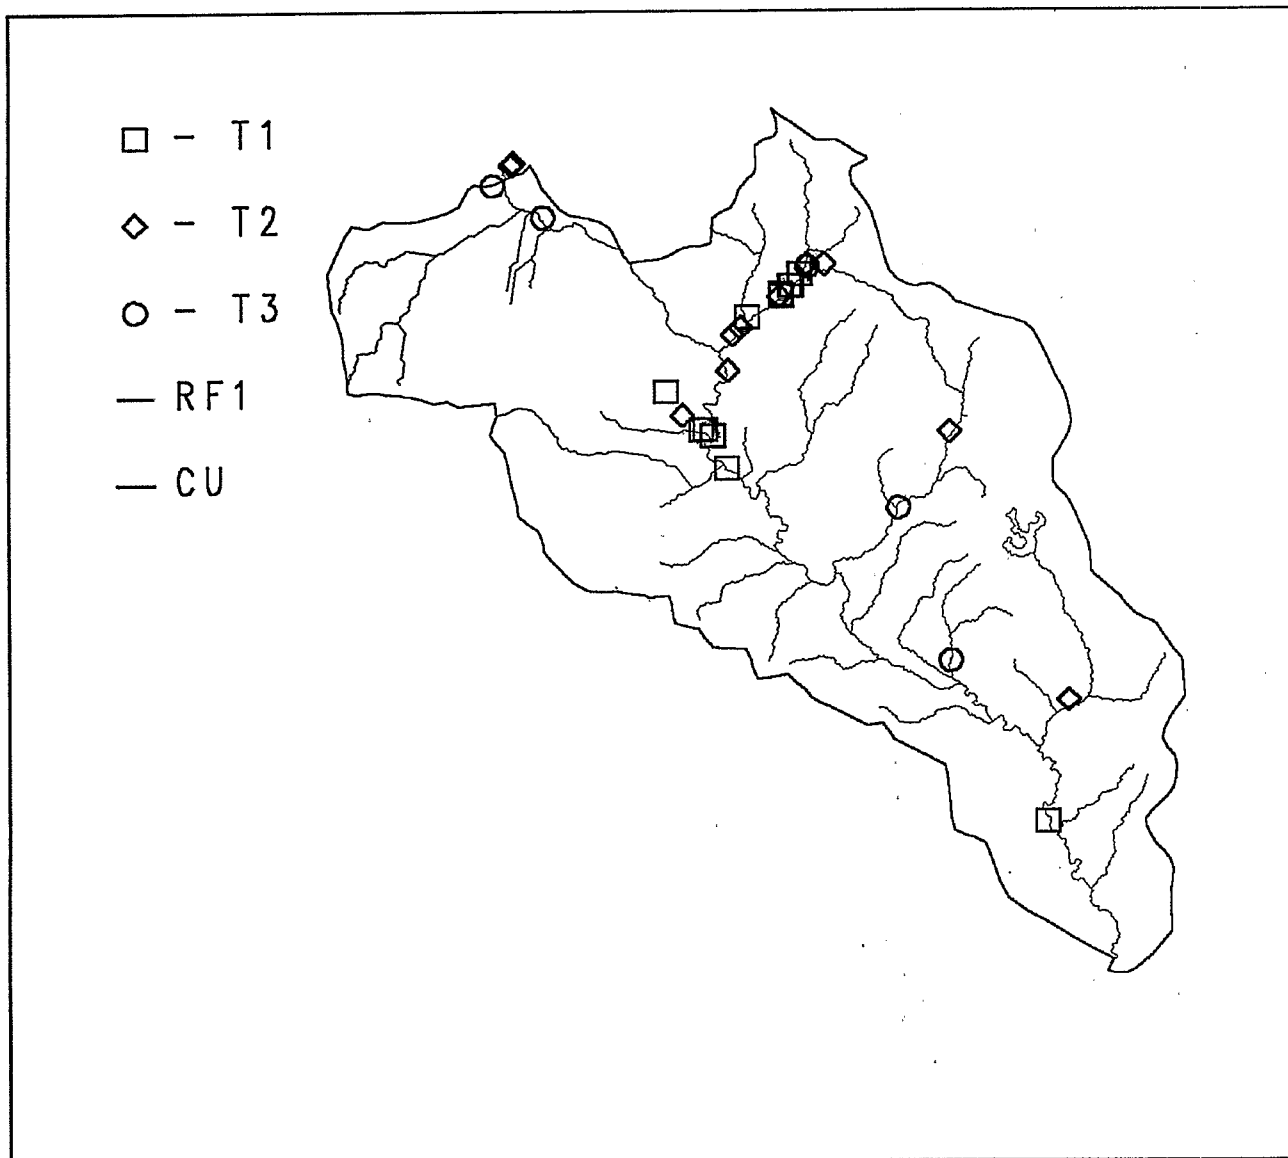 □ - T1
◇ - T2
○ - T3
— RF1
— CU